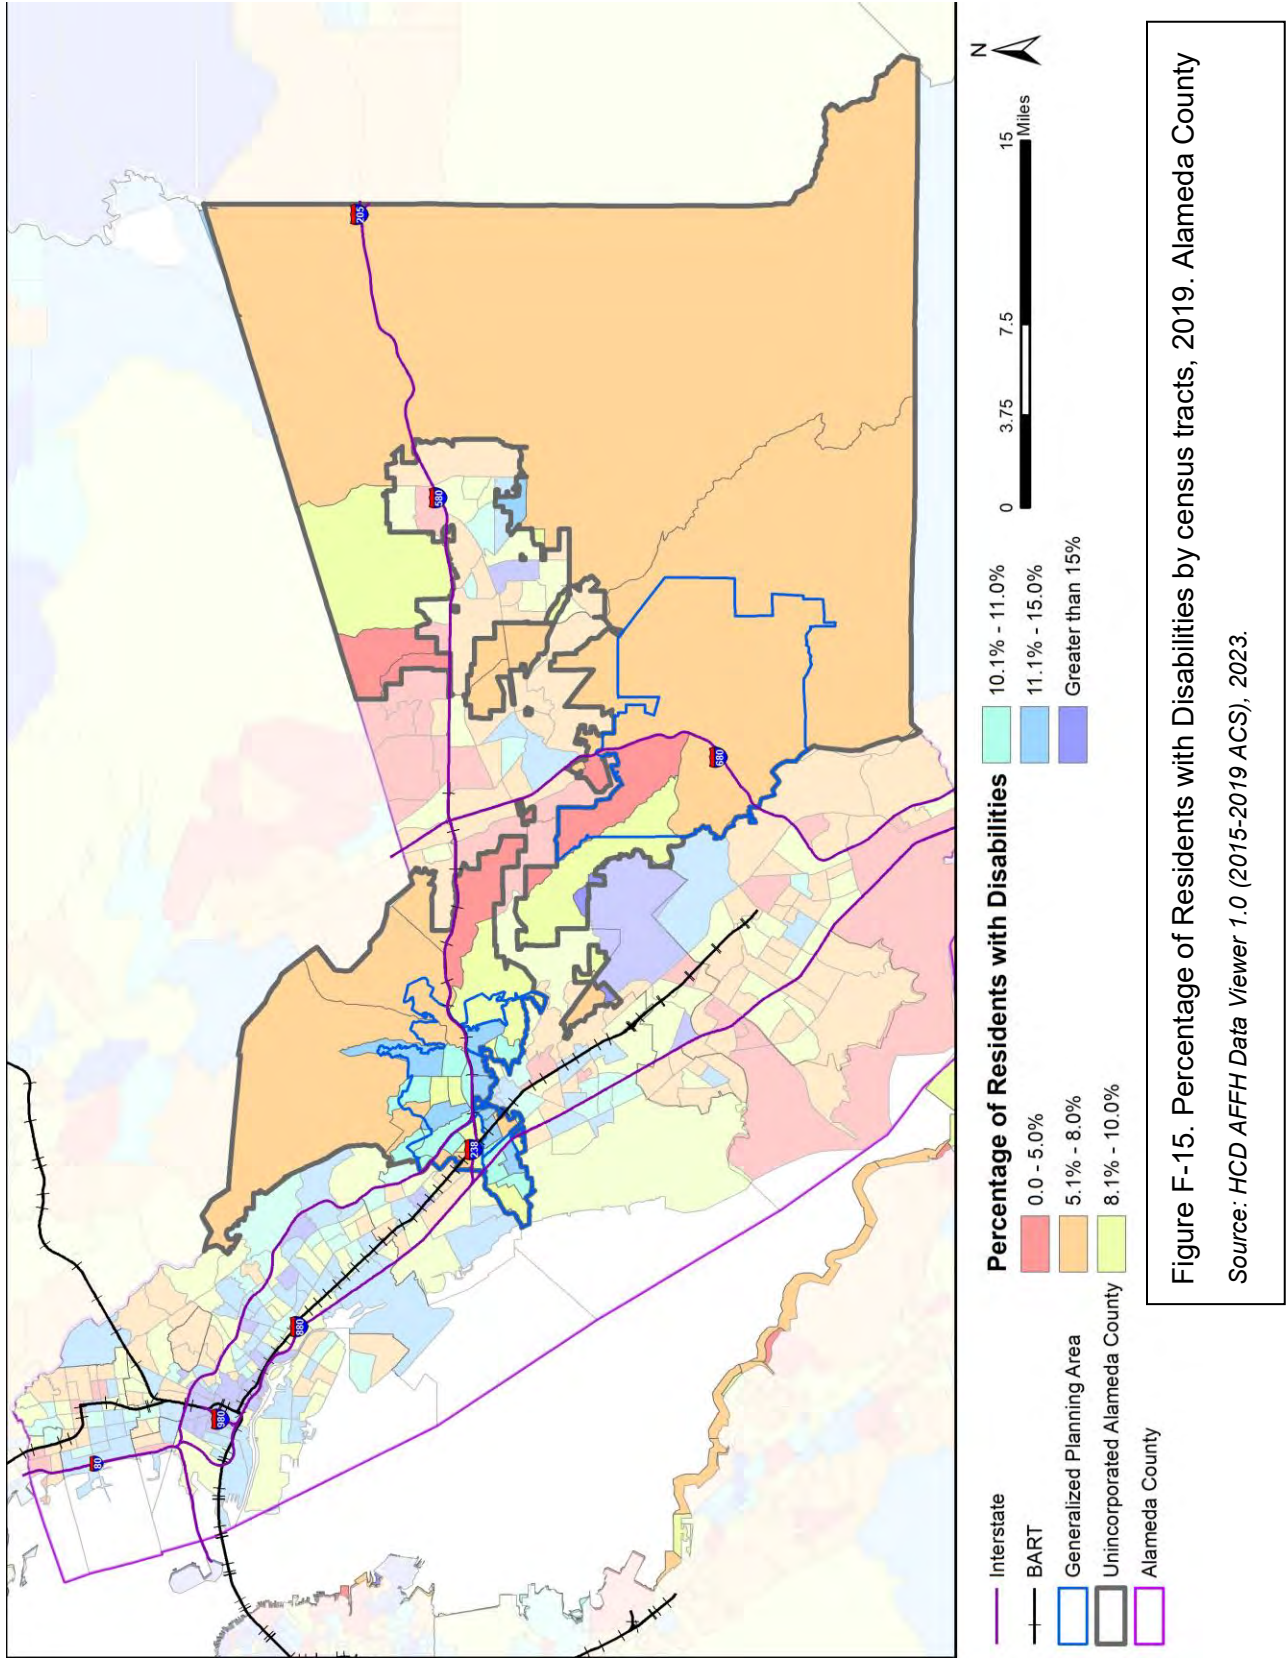 80
980
880
238
580
205
680
Interstate
BART
Generalized Planning Area
Unincorporated Alameda County
Alameda County
Percentage of Residents with Disabilities
0.0 - 5.0%
5.1% - 8.0%
8.1% - 10.0%
10.1% - 11.0%
11.1% - 15.0%
Greater than 15%
0 3.75 7.5 15
Miles
N
Figure F-15. Percentage of Residents with Disabilities by census tracts, 2019. Alameda County
Source: HCD AFFH Data Viewer 1.0 (2015-2019 ACS), 2023.